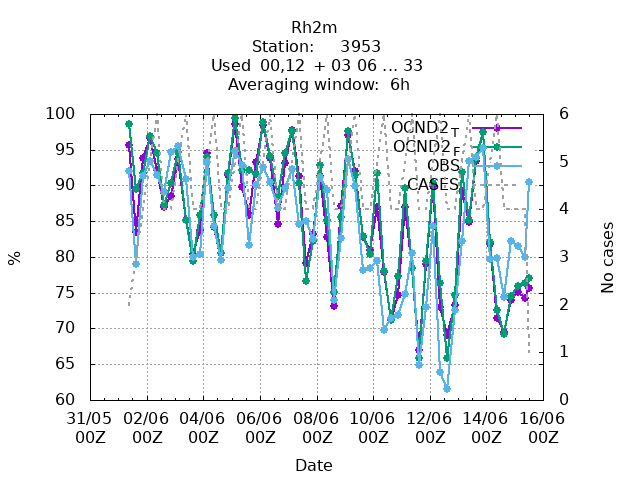 Rh2m
Station: 3953
Used 00,12 + 03 06 ... 33
Averaging window: 6h
OCND2T
OCND2F
OBS
CASES
100
95
90
85
80
75
70
65
60
6
5
4
3
2
1
0
%
No cases
31/05 02/06 04/06 06/06 08/06 10/06 12/06 14/06 16/06
00Z 00Z 00Z 00Z 00Z 00Z 00Z 00Z 00Z
Date